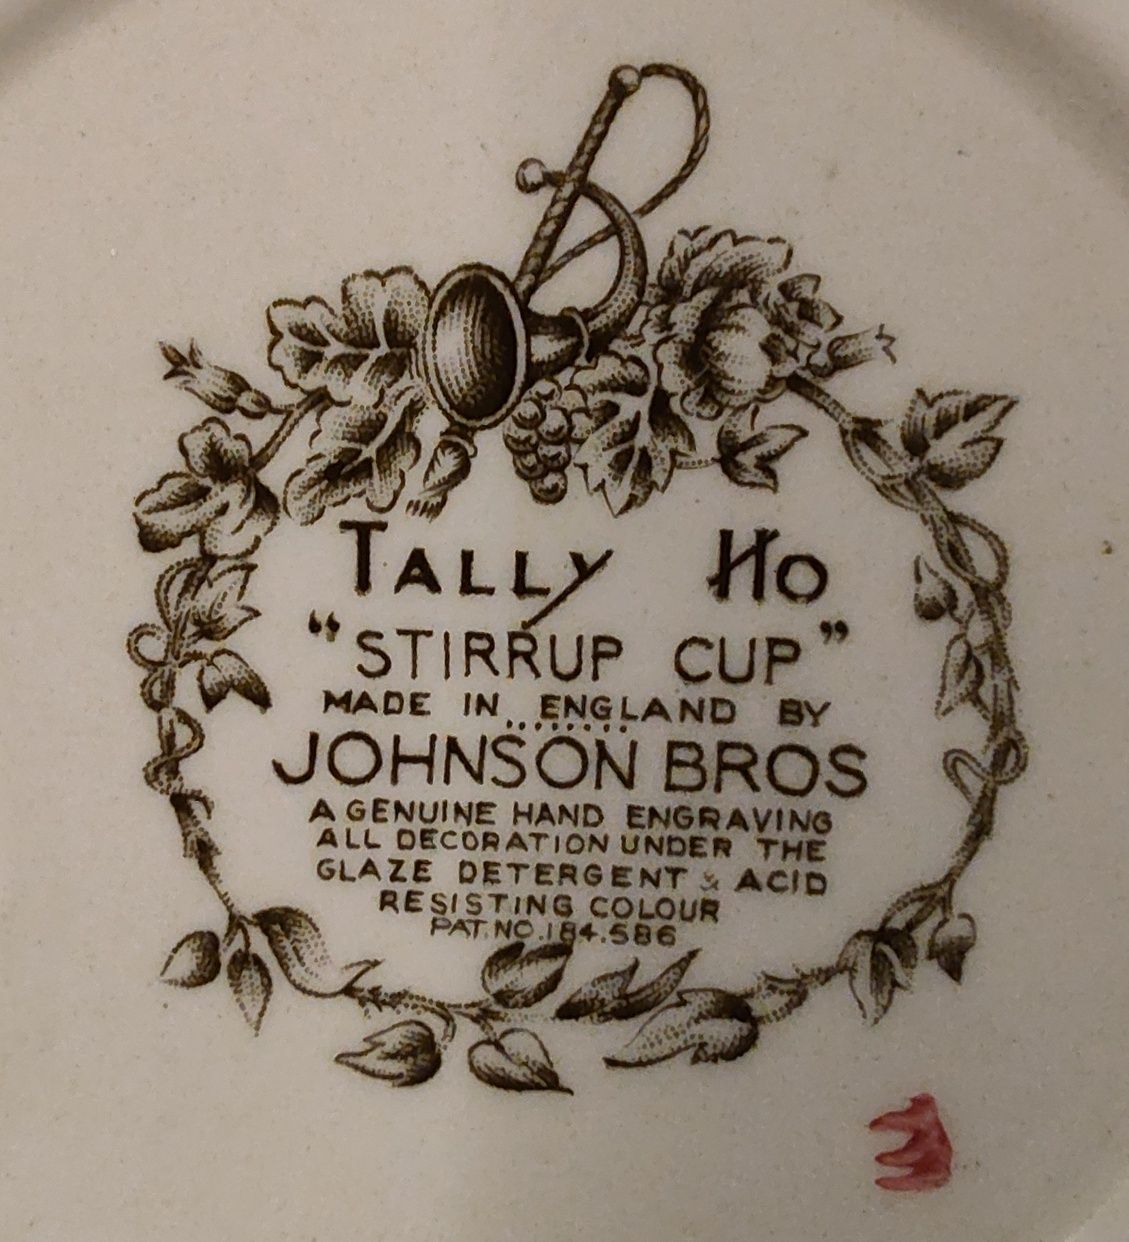 TALLY HO
"STIRRUP CUP"
MADE IN ENGLAND BY
JOHNSON BROS
A GENUINE HAND ENGRAVING
ALL DECORATION UNDER THE
GLAZE DETERGENT & ACID
RESISTING COLOUR
PAT.NO.184.586